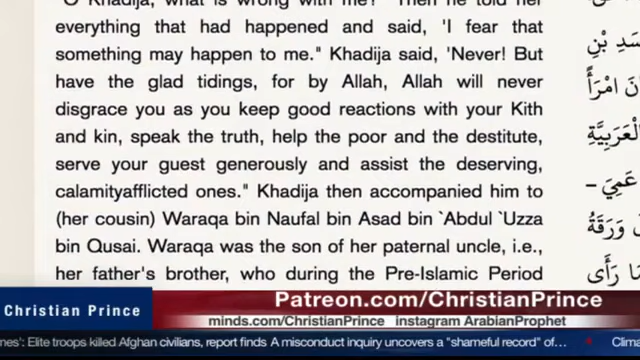 "O Khadija, what is wrong with me?" Then he told her
everything that had happened and said, 'I fear that
something may happen to me." Khadija said, 'Never! But
have the glad tidings, for by Allah, Allah will never
disgrace you as you keep good reactions with your Kith
and kin, speak the truth, help the poor and the destitute,
serve your guest generously and assist the deserving,
calamityafflicted ones." Khadija then accompanied him to
(her cousin) Waraqa bin Naufal bin Asad bin `Abdul `Uzza
bin Qusai. Waraqa was the son of her paternal uncle, i.e.,
her father's brother, who during the Pre-Islamic Period
سَدِ بْنِ
امْرَأً
الْعَرَبِيَّةِ
عَمِيَ –
وَرَقَةُ
مَا رَأَى
Christian Prince
Patreon.com/ChristianPrince
minds.com/ChristianPrince instagram ArabianProphet
nes': Elite troops killed Afghan civilians, report finds A misconduct inquiry uncovers a "shameful record" of... Clima